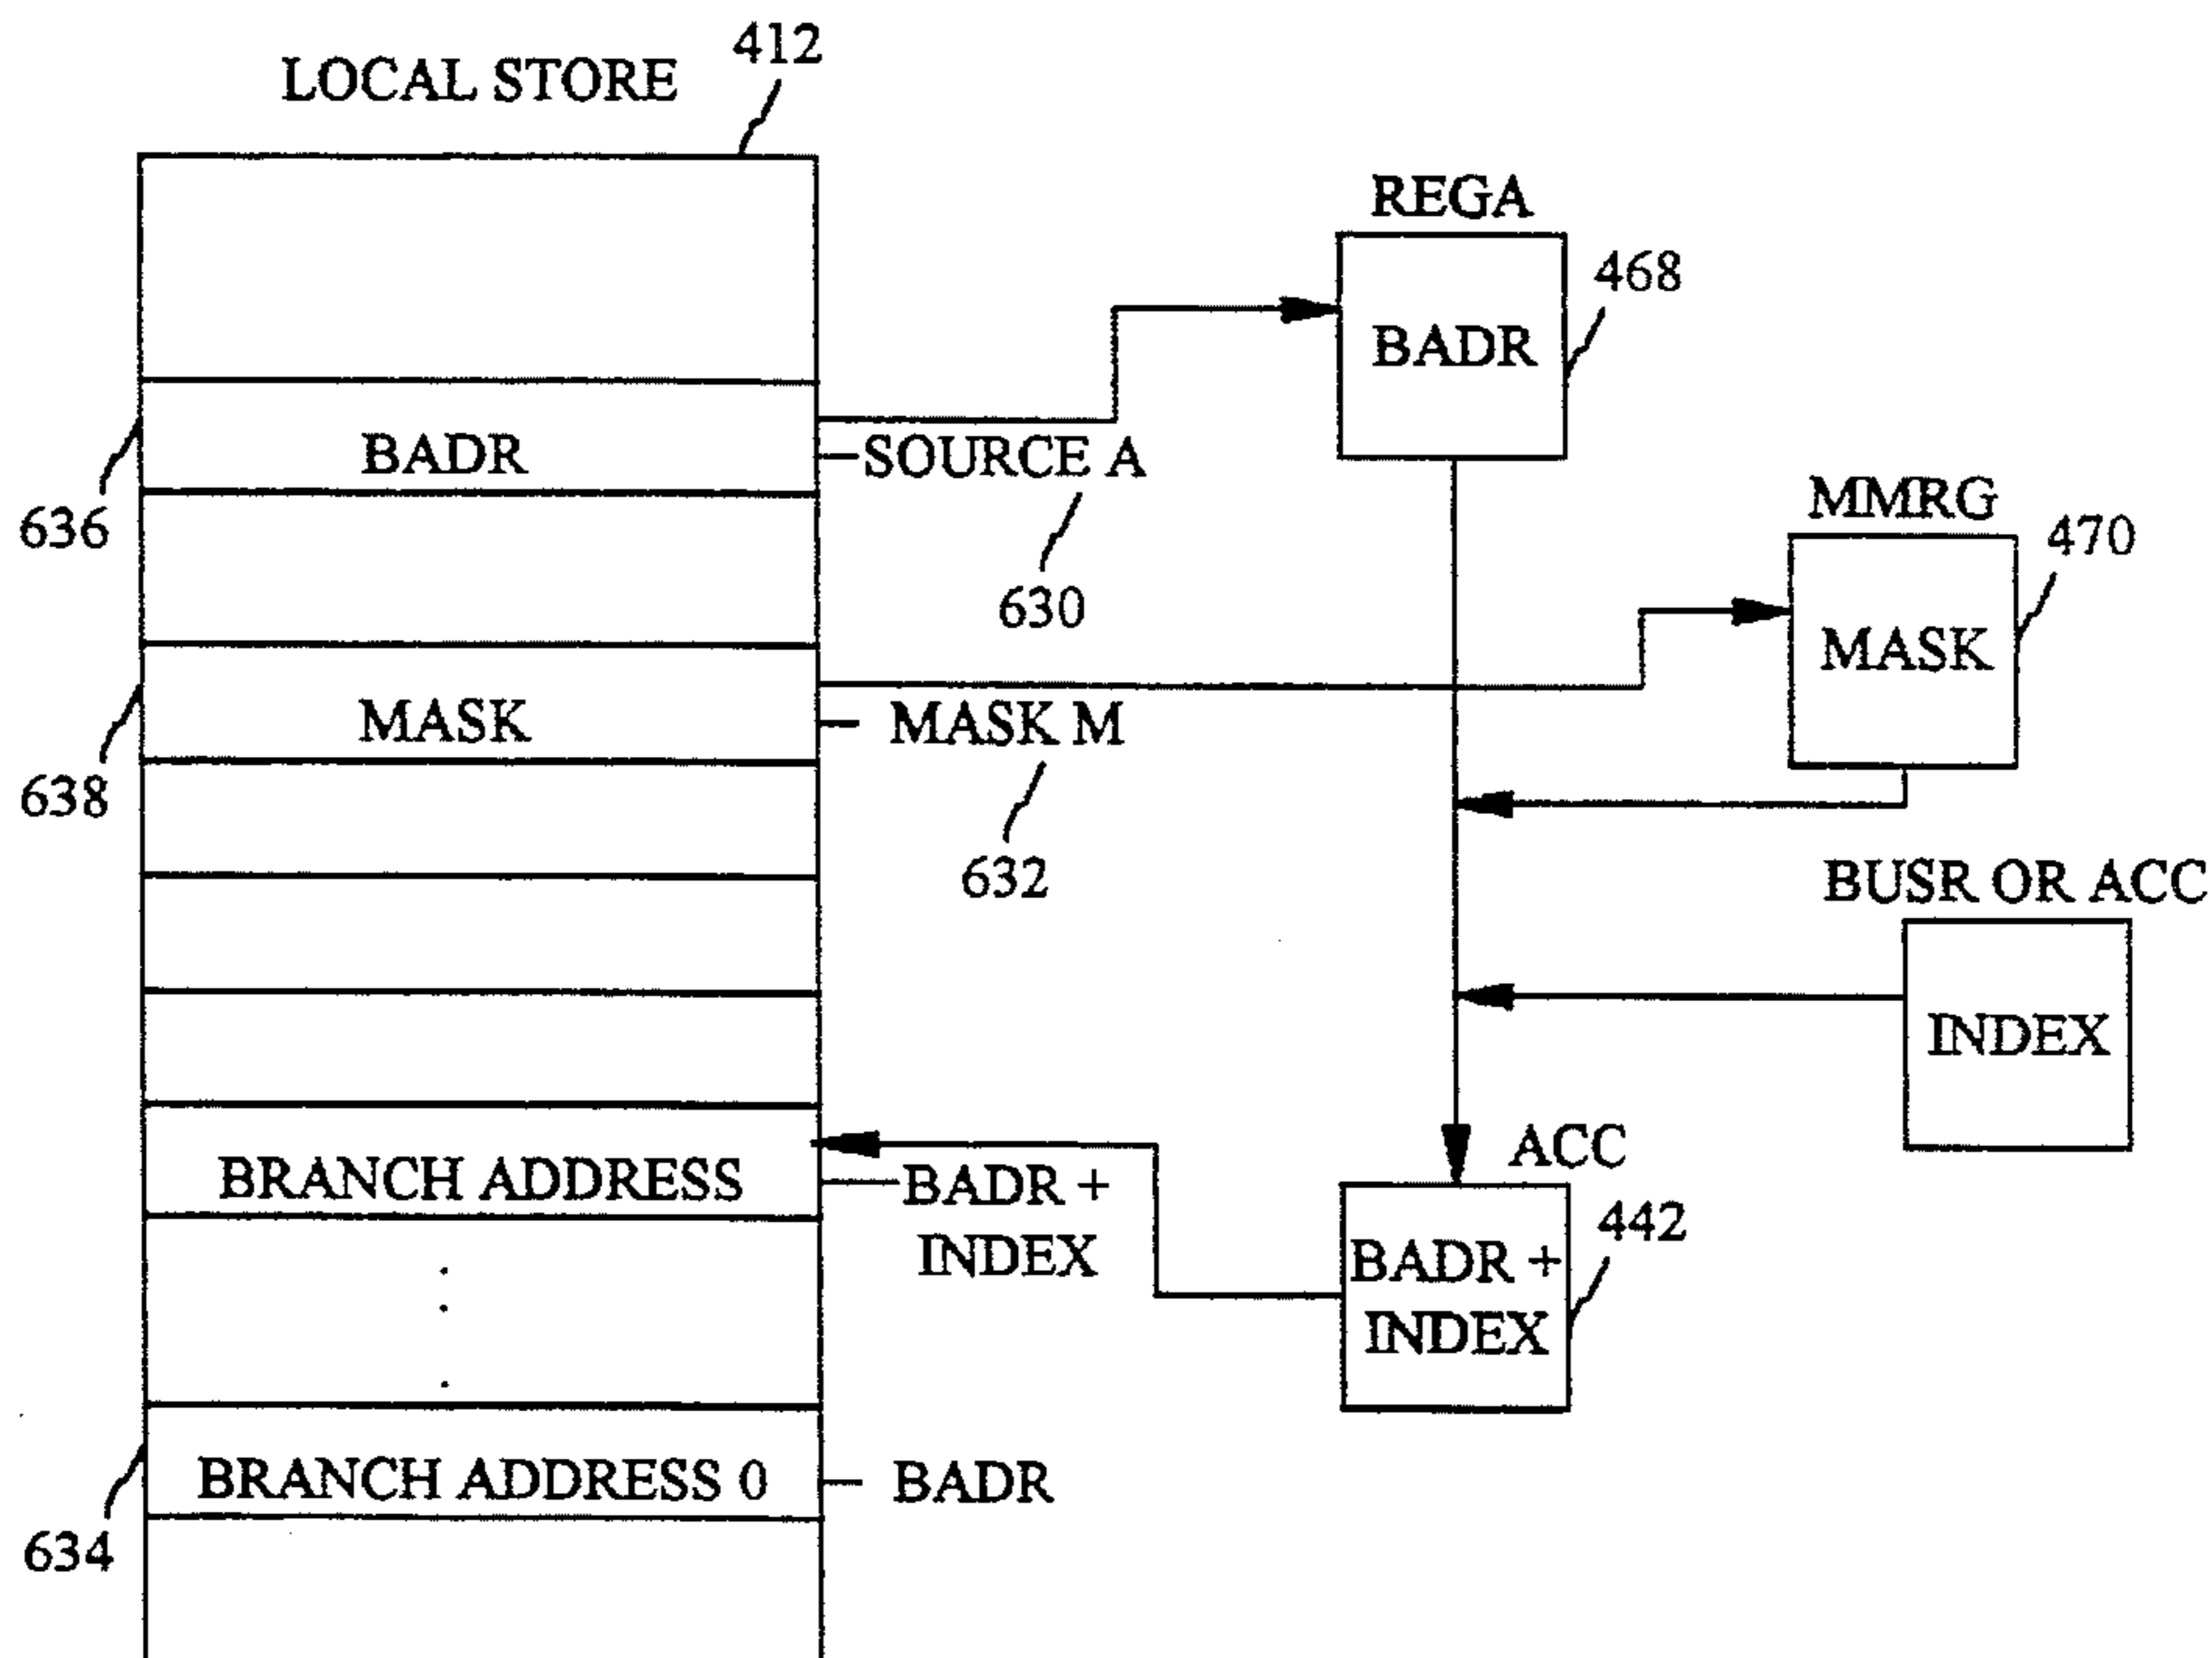 LOCAL STORE
412
REGA
BADR
468
BADR
SOURCE A
636
630
MMRG
MASK
470
MASK
MASK M
638
632
BUSR OR ACC
INDEX
BRANCH ADDRESS
BADR +
INDEX
ACC
BADR +
INDEX
442
BRANCH ADDRESS 0
BADR
634